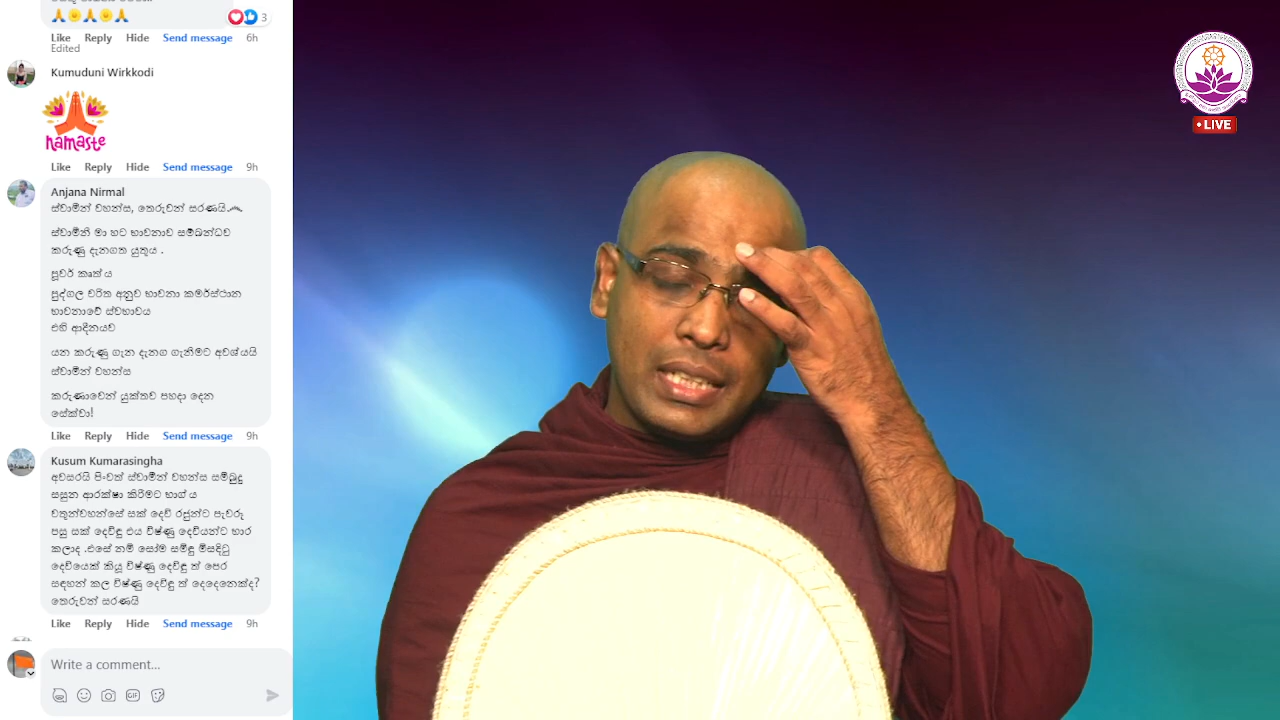 3
Like Reply Hide Send message 6h
Edited
Kumuduni Wirkkodi
namaste
Like Reply Hide Send message 9h
Anjana Nirmal
ස්වාමීන් වහන්ස, තෙරුවන් සරණයි.
ස්වාමීනි මා හට භාවනාව සම්බන්ධව
කරුණු දැනගත යුතුය .
පූර්ව කෘත්‍ය
පුද්ගල චරිත අනුව භාවනා කර්මස්ථාන
භාවනාවේ ස්වභාවය
එහි ආදීනයව
යන කරුණු ගැන දැනග ගැනිමට අවශ්‍යයි
ස්වාමීන් වහන්ස
කරුණාවෙන් යුක්තව පහදා දෙන
සේක්වා!
Like Reply Hide Send message 9h
Kusum Kumarasingha
අවසරයි පිංවත් ස්වාමීන් වහන්ස සම්බුදු
සසුන ආරක්ෂා කිරීමට භාග්‍ය
වතුන්වහන්සේ සක් දෙව් රජුන්ට පැවරූ
පසු සක් දෙවිඳු එය විෂ්ණු දෙවියන්ට භාර
කලාද .එසේ නම් සෝම සමිඳු මිසදිටු
දෙවියෙක් කියූ විෂ්ණු දෙවිඳු ත් පෙර
සඳහන් කල විෂ්ණු දෙවිඳු ත් දෙදෙනෙක්ද?
තෙරුවන් සරණයි
Like Reply Hide Send message 9h
Write a comment...
GIF
LIVE